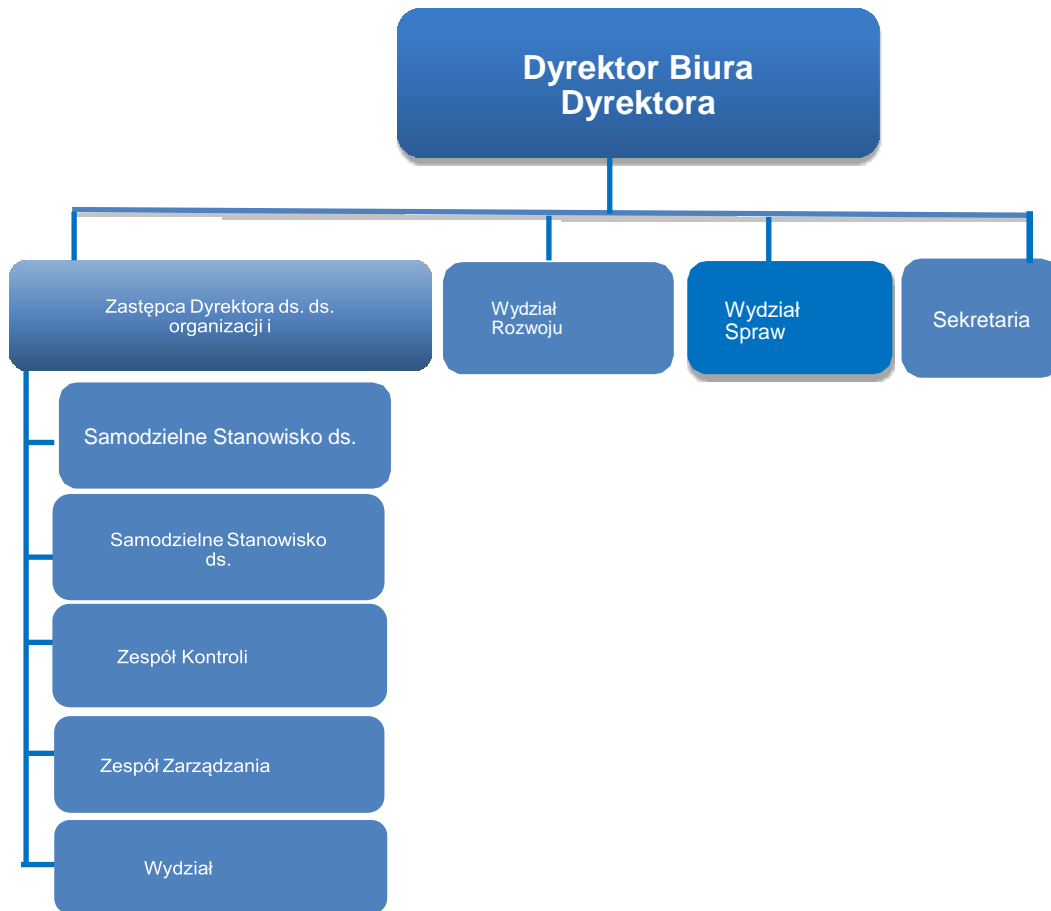 Dyrektor Biura
Dyrektora
Zastępca Dyrektora ds. ds.
organizacji i
Wydział
Rozwoju
Wydział
Spraw
Sekretaria
Samodzielne Stanowisko ds.
Samodzielne Stanowisko
ds.
Zespół Kontroli
Zespół Zarządzania
Wydział